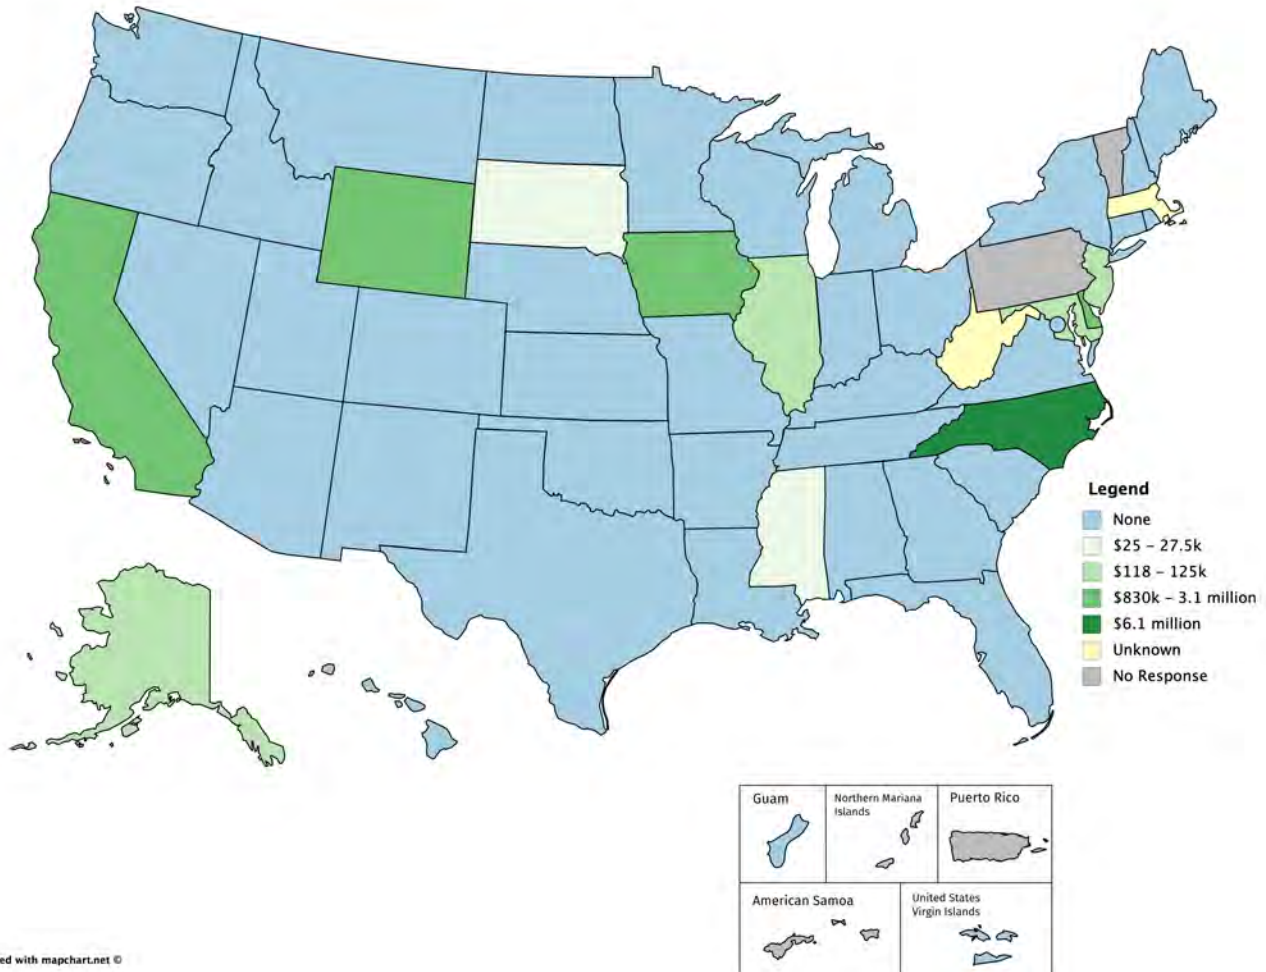 Legend
None
$25 – 27.5k
$118 – 125k
$830k – 3.1 million
$6.1 million
Unknown
No Response
Guam
Northern Mariana
Islands
Puerto Rico
American Samoa
United States
Virgin Islands
ed with mapchart.net ©